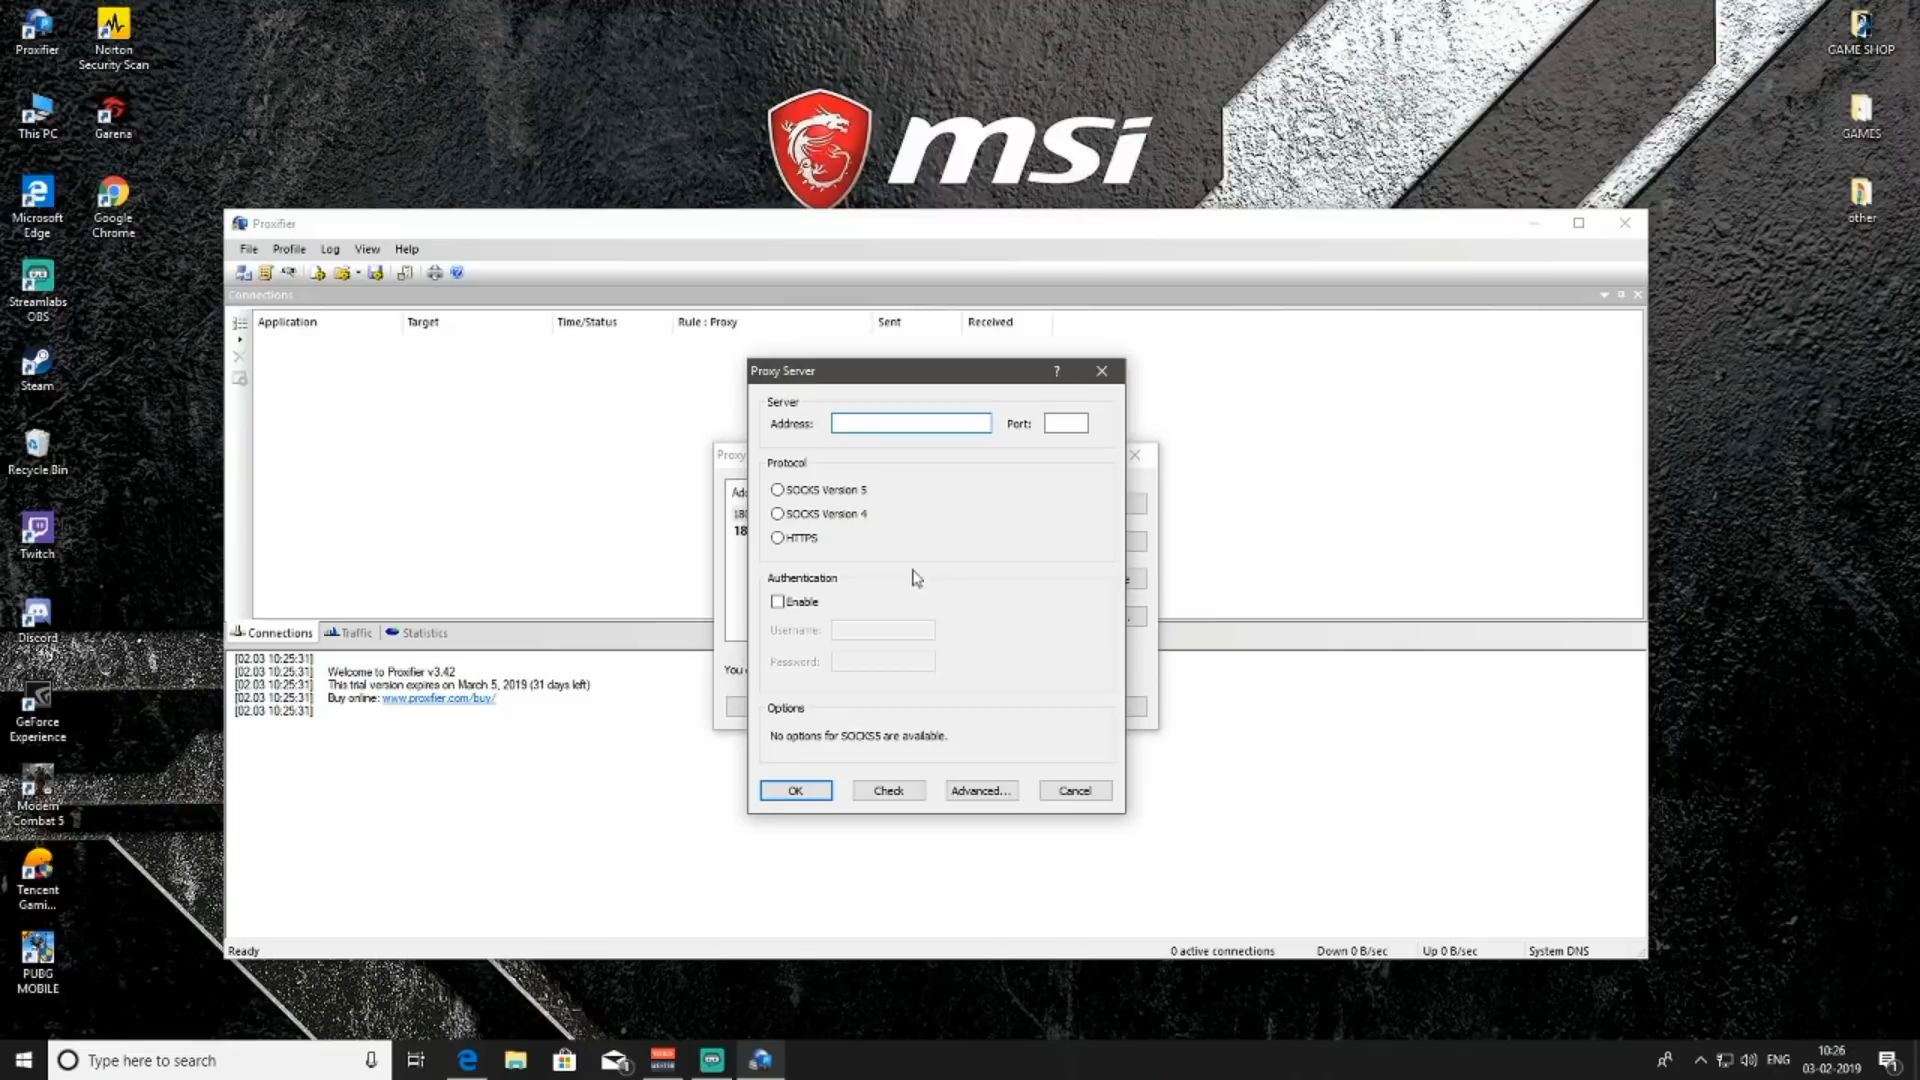 Proxifier
Norton
Security Scan
This PC
Garena
Microsoft
Edge
Google
Chrome
Streamlabs
OBS
Steam
Recycle Bin
Twitch
Discord
GeForce
Experience
Modern
Combat 5
Tencent
Gami...
PUBG
MOBILE
msi
GAME SHOP
GAMES
other
Proxifier
File Profile Log View Help
Connections
Application Target Time/Status Rule : Proxy Sent Received
Proxy Server
Server
Address: Port:
Protocol
SOCKS Version 5
SOCKS Version 4
HTTPS
Authentication
Enable
Username:
Password:
Options
No options for SOCKS5 are available.
OK Check Advanced... Cancel
Proxy
Add
180
18
You
Connections Traffic Statistics
[02.03 10:25:31]
[02.03 10:25:31] Welcome to Proxifier v3.42
[02.03 10:25:31] This trial version expires on March 5, 2019 (31 days left)
[02.03 10:25:31] Buy online: www.proxifier.com/buy/
[02.03 10:25:31]
Ready 0 active connections Down 0 B/sec Up 0 B/sec System DNS
Type here to search
ENG
10:26
03-02-2019